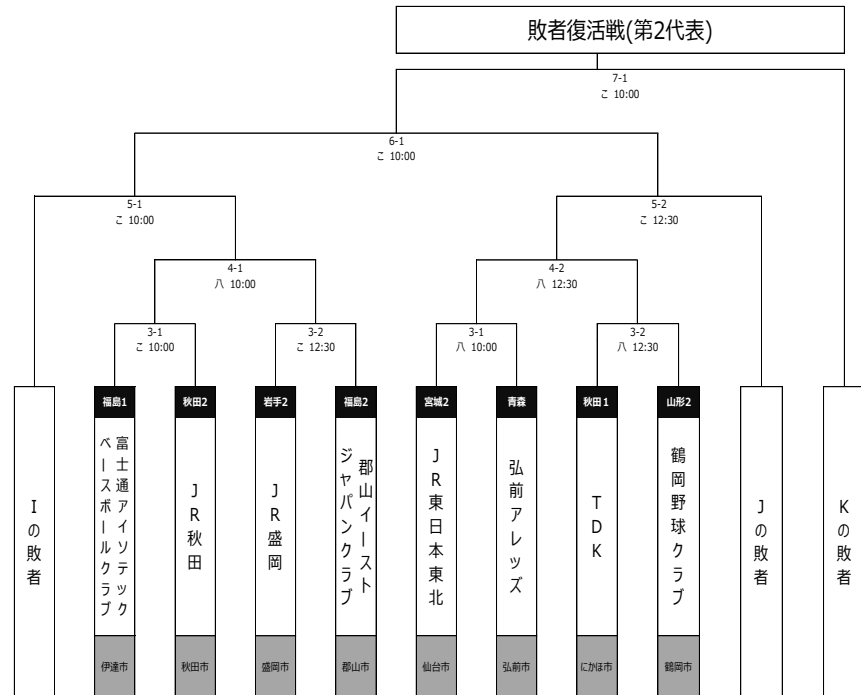 敗者復活戦(第2代表)
7-1
こ 10:00
6-1
こ 10:00
5-1
こ 10:00
5-2
こ 12:30
4-1
八 10:00
4-2
八 12:30
3-1
こ 10:00
3-2
こ 12:30
3-1
八 10:00
3-2
八 12:30
Iの敗者
福島1
富士通アイソテック
ベースボールクラブ
伊達市
秋田2
JR秋田
秋田市
岩手2
JR盛岡
盛岡市
福島2
郡山イースト
ジャパンクラブ
郡山市
宮城2
JR東日本東北
仙台市
青森
弘前アレッズ
弘前市
秋田1
TDK
にかほ市
山形2
鶴岡野球クラブ
鶴岡市
Jの敗者
Kの敗者